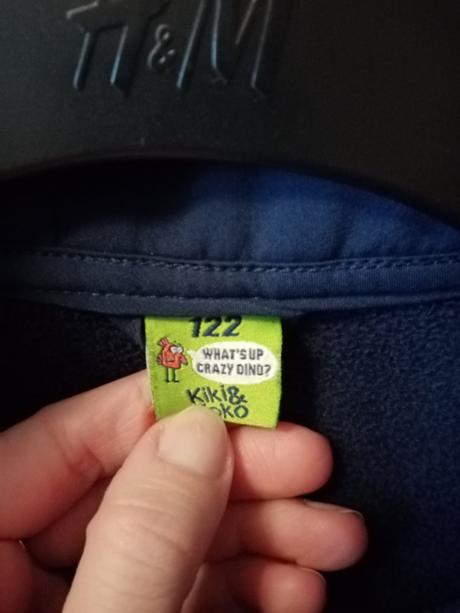 H&M
122
WHAT'S UP
CRAZY DINO?
Kiki&